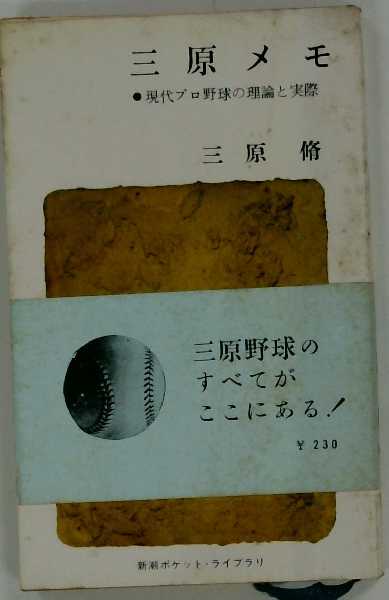 三原メモ
●現代プロ野球の理論と実際
三原脩
三原野球の
すべてが
ここにある!
¥230
新潮ポケット・ライブラリ